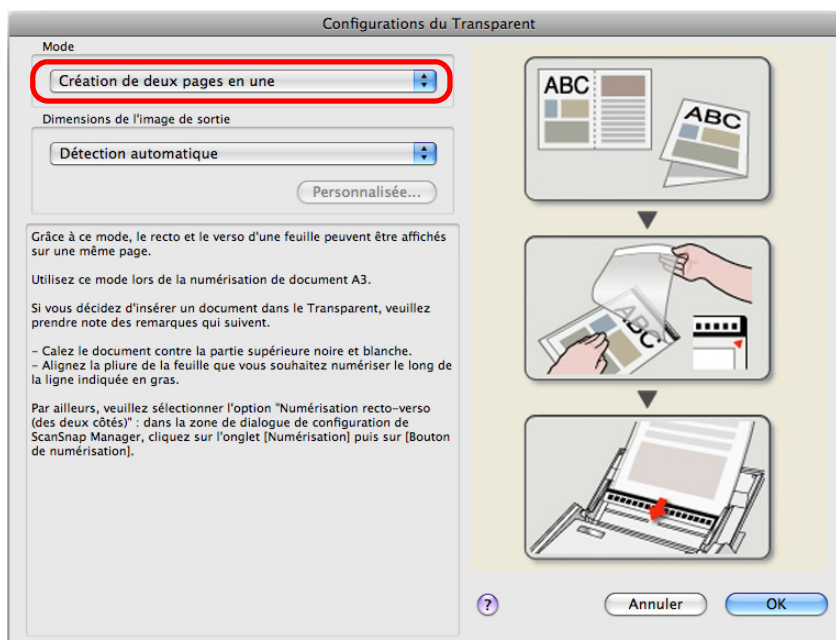 Configurations du Transparent
Mode
Création de deux pages en une
Dimensions de l'image de sortie
Détection automatique
Personnalisée...
Grâce à ce mode, le recto et le verso d'une feuille peuvent être affichés
sur une même page.
Utilisez ce mode lors de la numérisation de document A3.
Si vous décidez d'insérer un document dans le Transparent, veuillez
prendre note des remarques qui suivent.
– Calez le document contre la partie supérieure noire et blanche.
– Alignez la pliure de la feuille que vous souhaitez numériser le long de
la ligne indiquée en gras.
Par ailleurs, veuillez sélectionner l'option "Numérisation recto-verso
(des deux côtés)" : dans la zone de dialogue de configuration de
ScanSnap Manager, cliquez sur l'onglet [Numérisation] puis sur [Bouton
de numérisation].
ABC
ABC
ABC
?
Annuler
OK